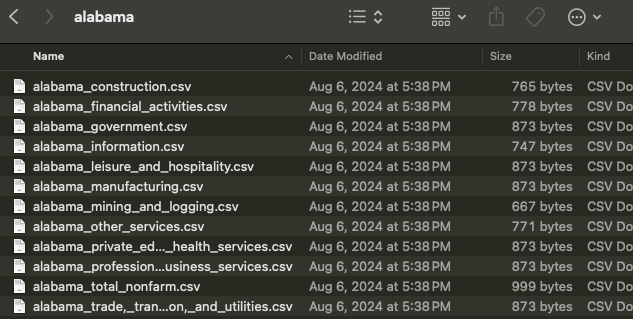 alabama
Name Date Modified Size Kind
alabama_construction.csv Aug 6, 2024 at 5:38 PM 765 bytes CSV Do
alabama_financial_activities.csv Aug 6, 2024 at 5:38 PM 778 bytes CSV Do
alabama_government.csv Aug 6, 2024 at 5:38 PM 873 bytes CSV Do
alabama_information.csv Aug 6, 2024 at 5:38 PM 747 bytes CSV Do
alabama_leisure_and_hospitality.csv Aug 6, 2024 at 5:38 PM 873 bytes CSV Do
alabama_manufacturing.csv Aug 6, 2024 at 5:38 PM 873 bytes CSV Do
alabama_mining_and_logging.csv Aug 6, 2024 at 5:38 PM 667 bytes CSV Do
alabama_other_services.csv Aug 6, 2024 at 5:38 PM 771 bytes CSV Do
alabama_private_ed..._health_services.csv Aug 6, 2024 at 5:38 PM 873 bytes CSV Do
alabama_profession...usiness_services.csv Aug 6, 2024 at 5:38 PM 873 bytes CSV Do
alabama_total_nonfarm.csv Aug 6, 2024 at 5:38 PM 999 bytes CSV Do
alabama_trade,_tran...on,_and_utilities.csv Aug 6, 2024 at 5:38 PM 873 bytes CSV Do